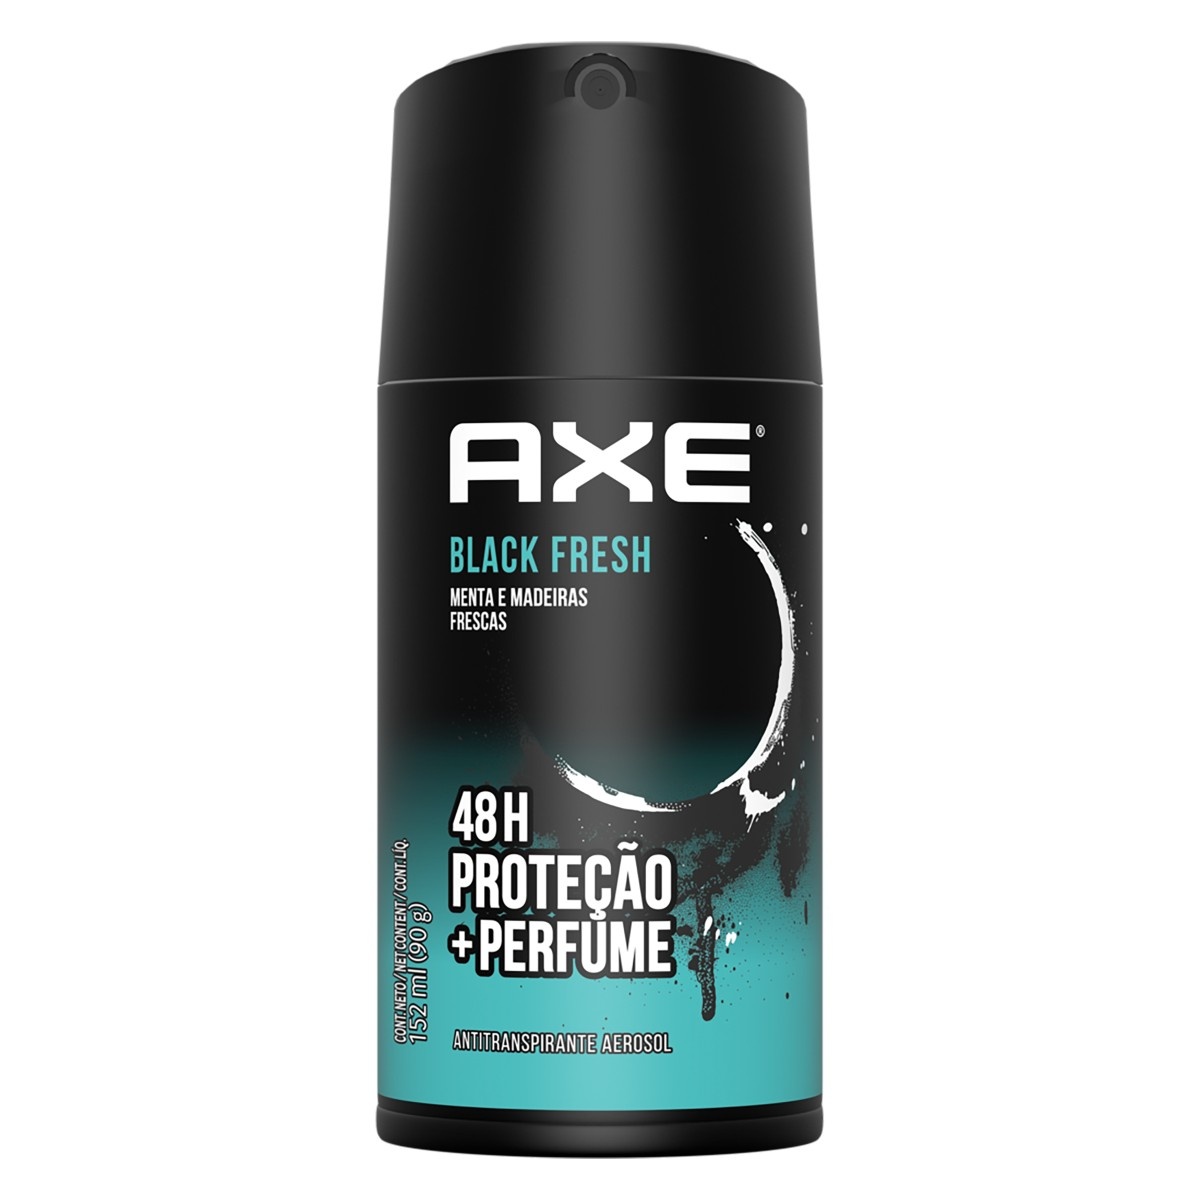 AXE®
BLACK FRESH
MENTA E MADEIRAS
FRESCAS
48H
PROTEÇÃO
+PERFUME
ANTITRANSPIRANTE AEROSOL
CONT. NETO / NET CONTENT / CONT. LÍQ.
152 ml (90 g)